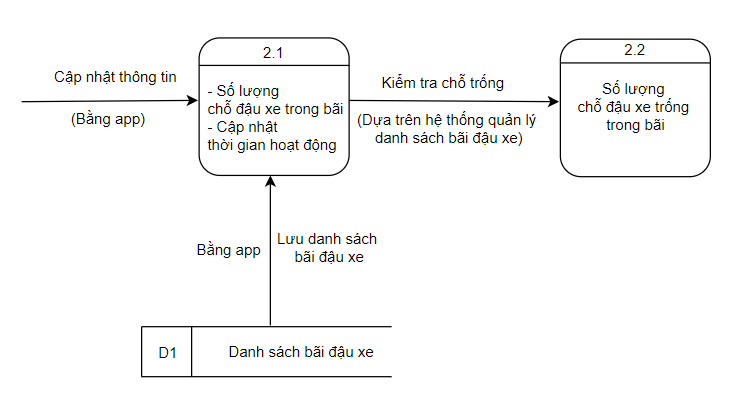 2.1
2.2
Cập nhật thông tin
(Bằng app)
- Số lượng
chỗ đậu xe trong bãi
- Cập nhật
thời gian hoạt động
Kiểm tra chỗ trống
(Dựa trên hệ thống quản lý
danh sách bãi đậu xe)
Số lượng
chỗ đậu xe trống
trong bãi
Bằng app
Lưu danh sách
bãi đậu xe
D1
Danh sách bãi đậu xe